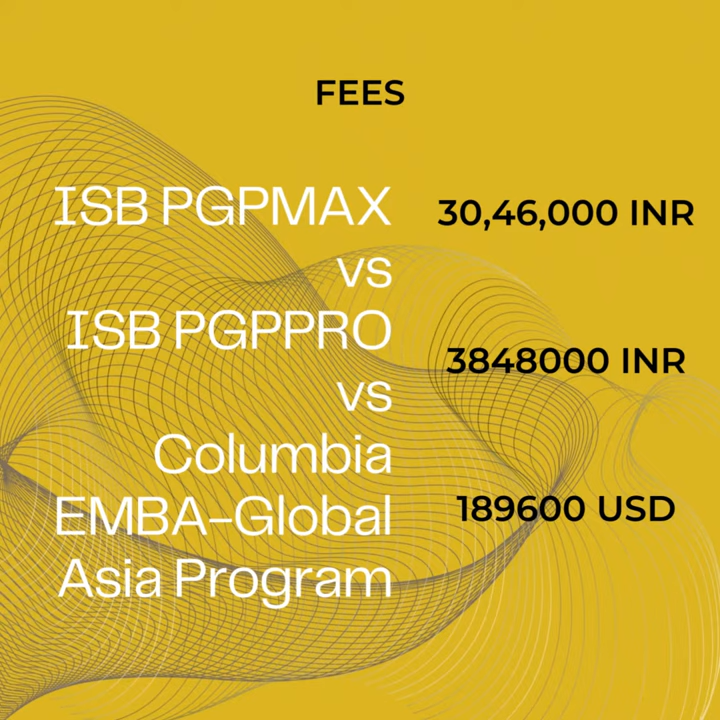 FEES
ISB PGPMAX
30,46,000 INR
vs
ISB PGPPRO
3848000 INR
vs
Columbia
EMBA-Global
189600 USD
Asia Program